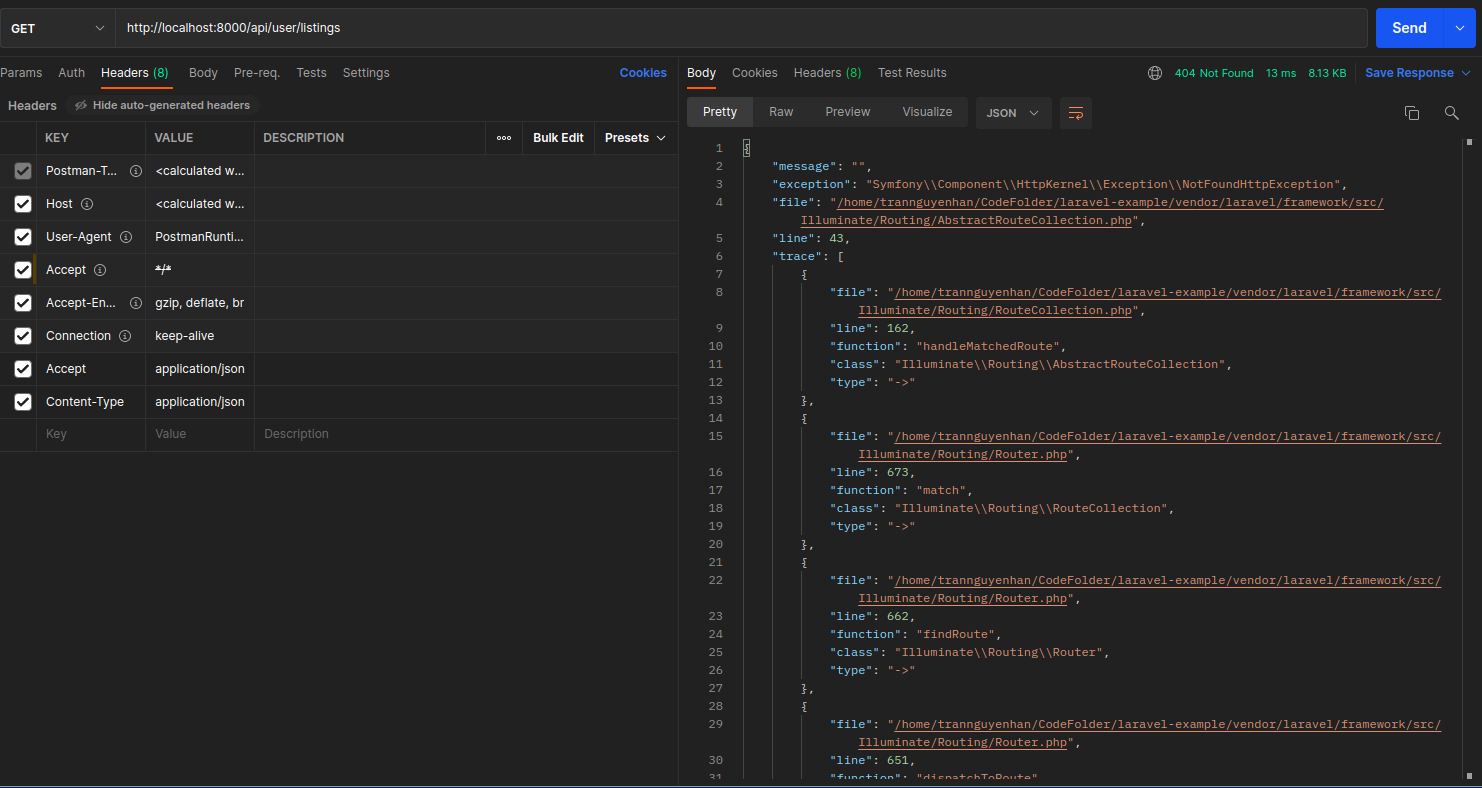 GET http://localhost:8000/api/user/listings Send
Params Auth Headers (8) Body Pre-req. Tests Settings Cookies
Headers Hide auto-generated headers
KEY VALUE DESCRIPTION ooo Bulk Edit Presets
Postman-T... <calculated w...
Host <calculated w...
User-Agent PostmanRunti...
Accept */*
Accept-En... gzip, deflate, br
Connection keep-alive
Accept application/json
Content-Type application/json
Key Value Description
Body Cookies Headers (8) Test Results 404 Not Found 13 ms 8.13 KB Save Response
Pretty Raw Preview Visualize JSON
1 {
2 "message": "",
3 "exception": "Symfony\\Component\\HttpKernel\\Exception\\NotFoundHttpException",
4 "file": "/home/trannguyenhan/CodeFolder/laravel-example/vendor/laravel/framework/src/
Illuminate/Routing/AbstractRouteCollection.php",
5 "line": 43,
6 "trace": [
7 {
8 "file": "/home/trannguyenhan/CodeFolder/laravel-example/vendor/laravel/framework/src/
Illuminate/Routing/RouteCollection.php",
9 "line": 162,
10 "function": "handleMatchedRoute",
11 "class": "Illuminate\\Routing\\AbstractRouteCollection",
12 "type": "->"
13 },
14 {
15 "file": "/home/trannguyenhan/CodeFolder/laravel-example/vendor/laravel/framework/src/
Illuminate/Routing/Router.php",
16 "line": 673,
17 "function": "match",
18 "class": "Illuminate\\Routing\\RouteCollection",
19 "type": "->"
20 },
21 {
22 "file": "/home/trannguyenhan/CodeFolder/laravel-example/vendor/laravel/framework/src/
Illuminate/Routing/Router.php",
23 "line": 662,
24 "function": "findRoute",
25 "class": "Illuminate\\Routing\\Router",
26 "type": "->"
27 },
28 {
29 "file": "/home/trannguyenhan/CodeFolder/laravel-example/vendor/laravel/framework/src/
Illuminate/Routing/Router.php",
30 "line": 651,
31 "function": "dispatchToRoute"